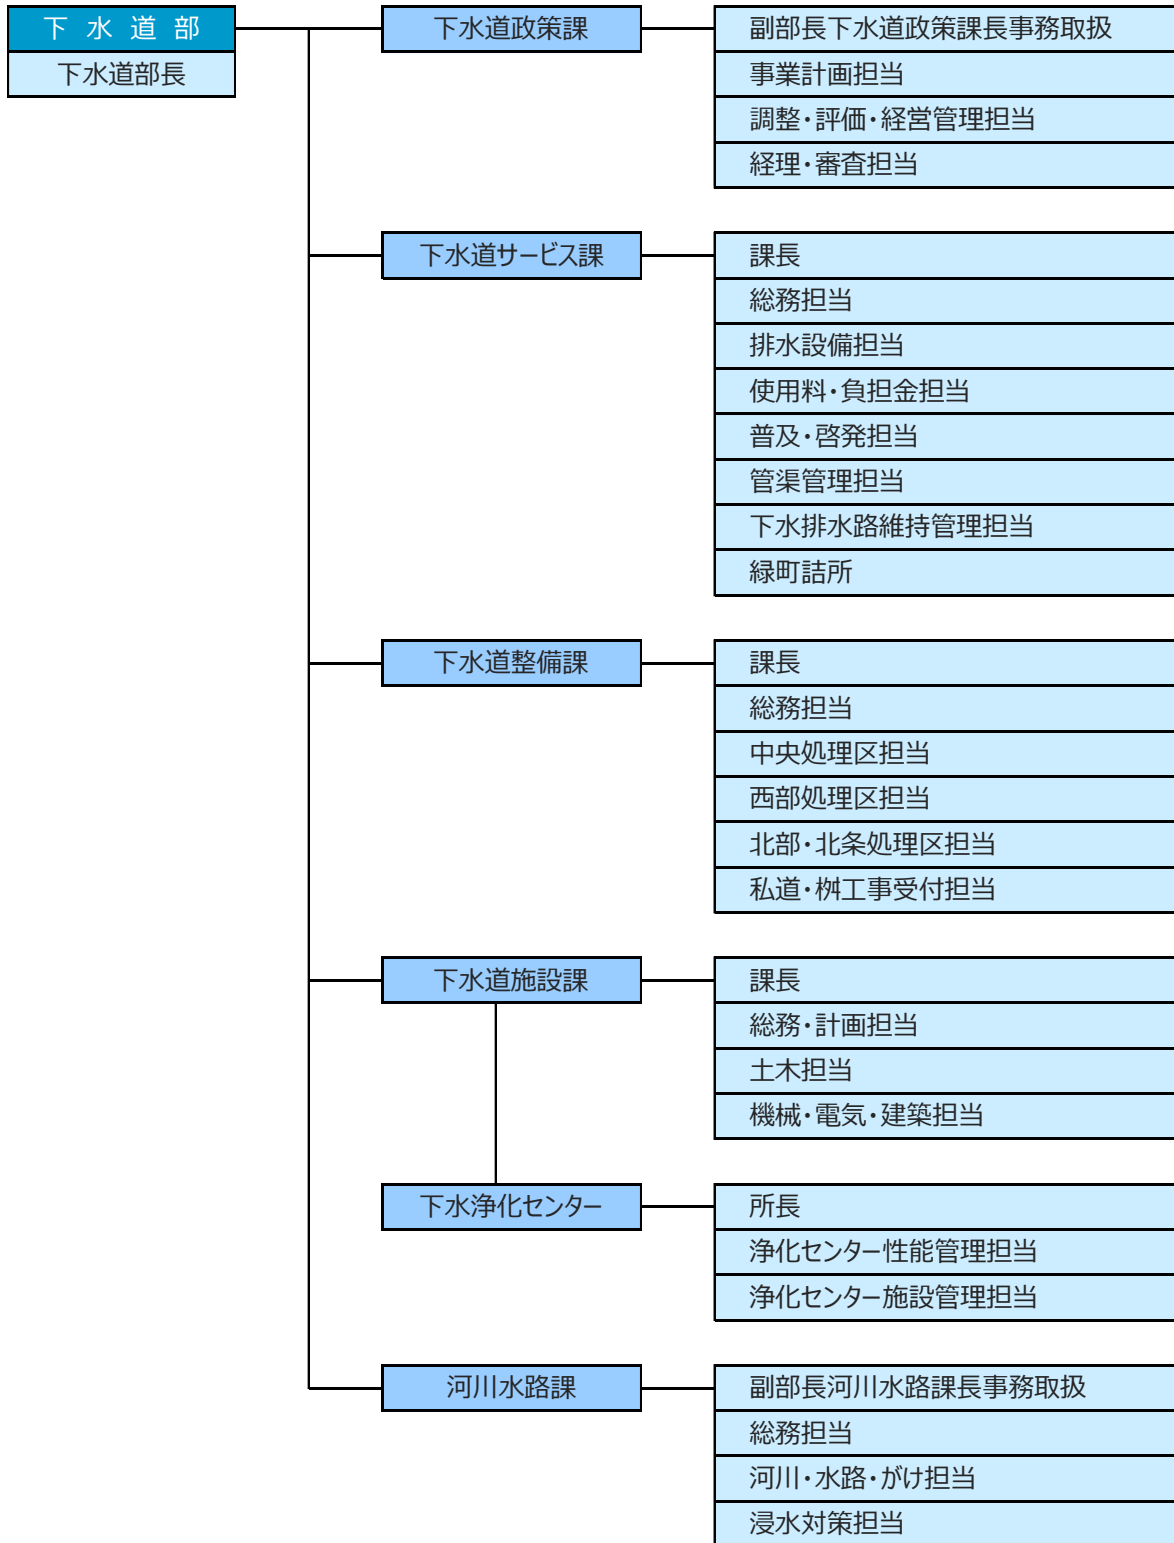 下水道部
下水道部長
下水道政策課
副部長下水道政策課長事務取扱
事業計画担当
調整・評価・経営管理担当
経理・審査担当
下水道サービス課
課長
総務担当
排水設備担当
使用料・負担金担当
普及・啓発担当
管渠管理担当
下水排水路維持管理担当
緑町詰所
下水道整備課
課長
総務担当
中央処理区担当
西部処理区担当
北部・北条処理区担当
私道・桝工事受付担当
下水道施設課
課長
総務・計画担当
土木担当
機械・電気・建築担当
下水浄化センター
所長
浄化センター性能管理担当
浄化センター施設管理担当
河川水路課
副部長河川水路課長事務取扱
総務担当
河川・水路・がけ担当
浸水対策担当